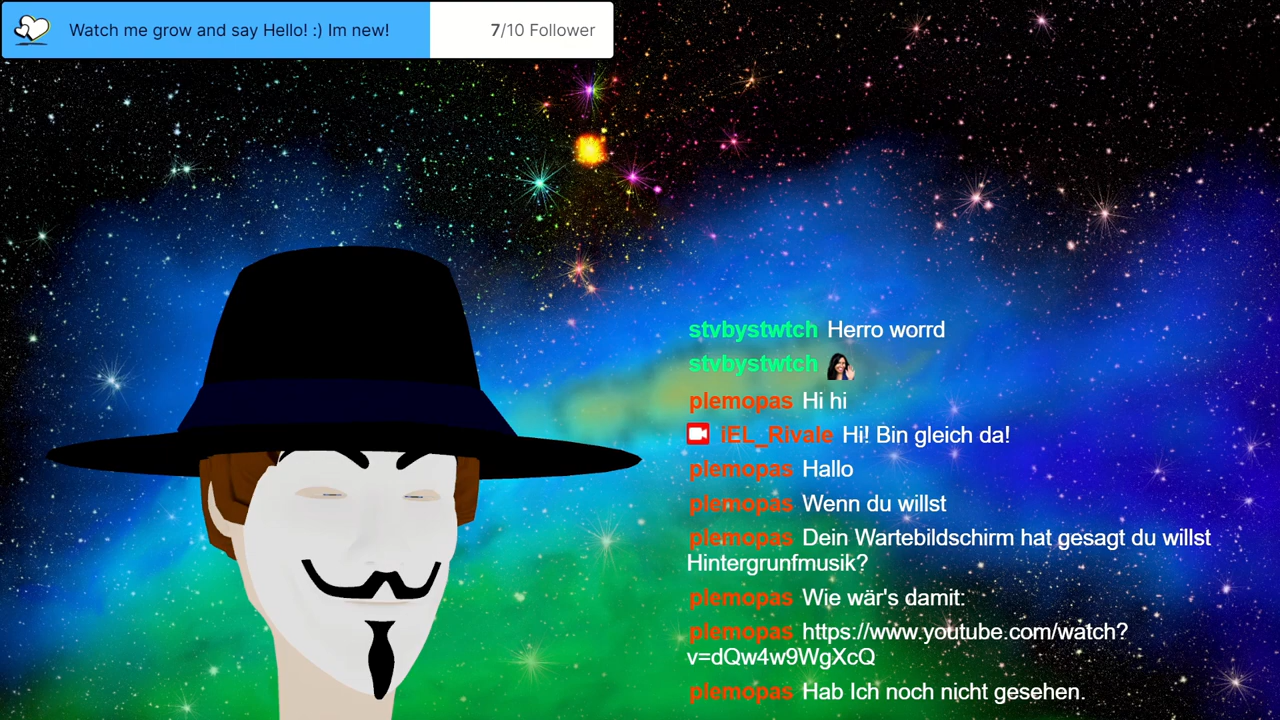 Watch me grow and say Hello! :) Im new!
7/10 Follower
stvbystwtch Herro worrd
stvbystwtch
plemopas Hi hi
iEL_Rivale Hi! Bin gleich da!
plemopas Hallo
plemopas Wenn du willst
plemopas Dein Wartebildschirm hat gesagt du willst
Hintergrunfmusik?
plemopas Wie wär's damit:
plemopas https://www.youtube.com/watch?
v=dQw4w9WgXcQ
plemopas Hab Ich noch nicht gesehen.